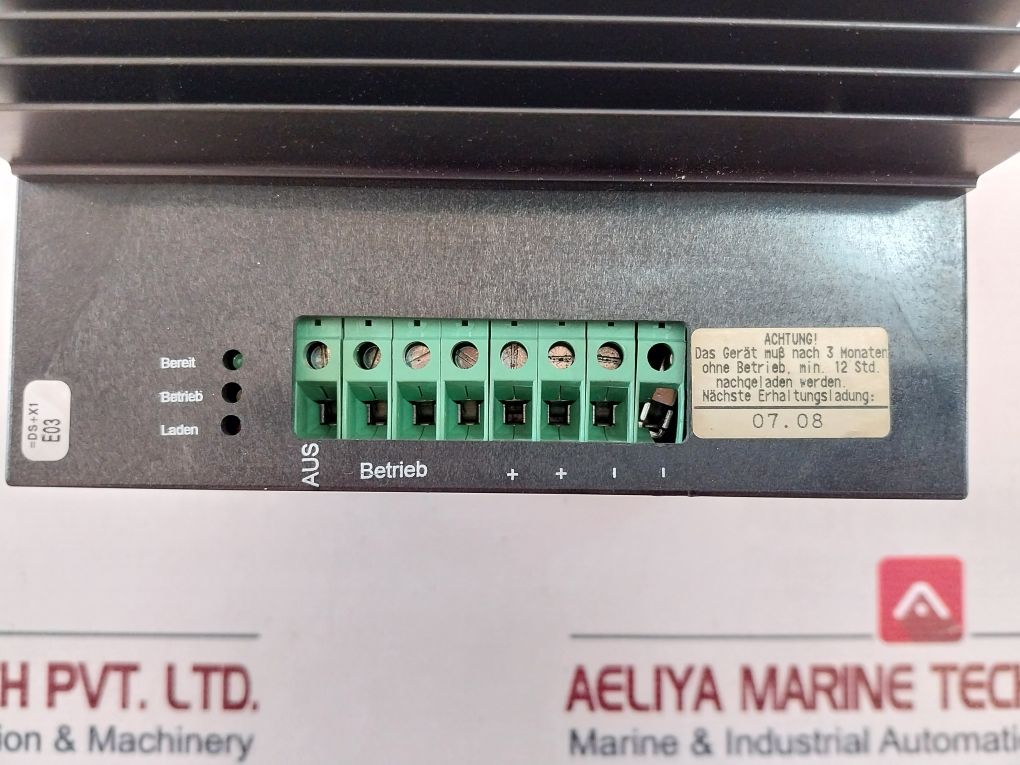 Bereit
Betrieb
Laden
=DS+X1
E03
AUS
Betrieb
+ + - -
ACHTUNG!
Das Gerät muß nach 3 Monaten
ohne Betrieb, min. 12 Std.
nachgeladen werden.
Nächste Erhaltungsladung:
07.08
H PVT. LTD.
ion & Machinery
AELIYA MARINE TECH
Marine & Industrial Automati